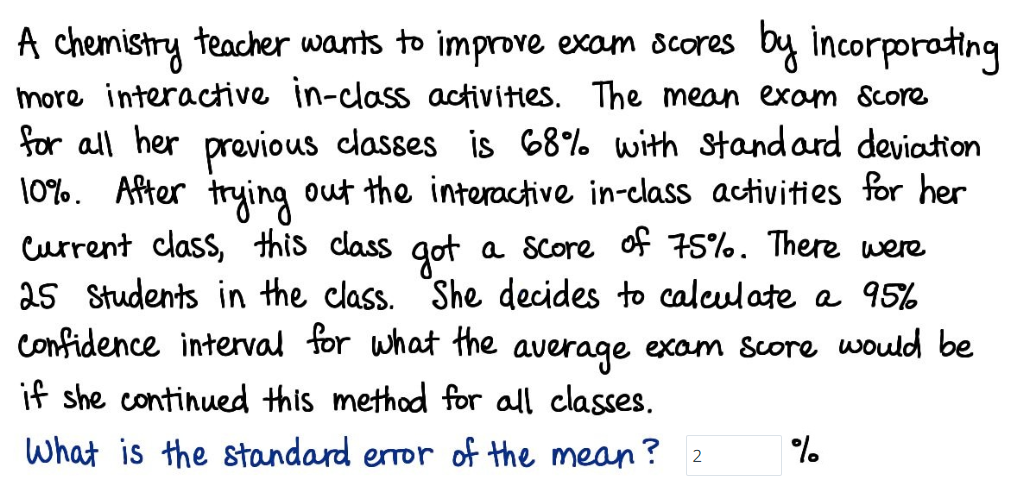 A chemistry teacher wants to improve exam scores by incorporating
more interactive in-class activities. The mean exam score
for all her previous classes is 68% with standard deviation
10%. After trying out the interactive in-class activities for her
current class, this class got a score of 75%. There were
25 students in the class. She decides to calculate a 95%
confidence interval for what the average exam score would be
if she continued this method for all classes.
What is the standard error of the mean? 2 %